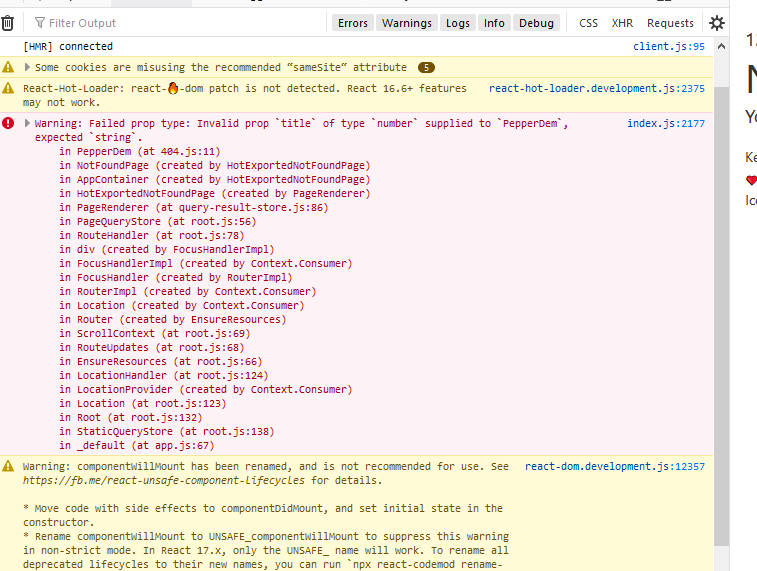 Filter Output
Errors Warnings Logs Info Debug CSS XHR Requests
[HMR] connected client.js:95
Some cookies are misusing the recommended “sameSite“ attribute 5
React-Hot-Loader: react-🔥-dom patch is not detected. React 16.6+ features react-hot-loader.development.js:2375
may not work.
Warning: Failed prop type: Invalid prop `title` of type `number` supplied to `PepperDem`, index.js:2177
expected `string`.
in PepperDem (at 404.js:11)
in NotFoundPage (created by HotExportedNotFoundPage)
in AppContainer (created by HotExportedNotFoundPage)
in HotExportedNotFoundPage (created by PageRenderer)
in PageRenderer (at query-result-store.js:86)
in PageQueryStore (at root.js:56)
in RouteHandler (at root.js:78)
in div (created by FocusHandlerImpl)
in FocusHandlerImpl (created by Context.Consumer)
in FocusHandler (created by RouterImpl)
in RouterImpl (created by Context.Consumer)
in Location (created by Context.Consumer)
in Router (created by EnsureResources)
in ScrollContext (at root.js:69)
in RouteUpdates (at root.js:68)
in EnsureResources (at root.js:66)
in LocationHandler (at root.js:124)
in LocationProvider (created by Context.Consumer)
in Location (at root.js:123)
in Root (at root.js:132)
in StaticQueryStore (at root.js:138)
in _default (at app.js:67)
Warning: componentWillMount has been renamed, and is not recommended for use. See react-dom.development.js:12357
https://fb.me/react-unsafe-component-lifecycles for details.
* Move code with side effects to componentDidMount, and set initial state in the
constructor.
* Rename componentWillMount to UNSAFE_componentWillMount to suppress this warning
in non-strict mode. In React 17.x, only the UNSAFE_ name will work. To rename all
deprecated lifecycles to their new names, you can run `npx react-codemod rename-